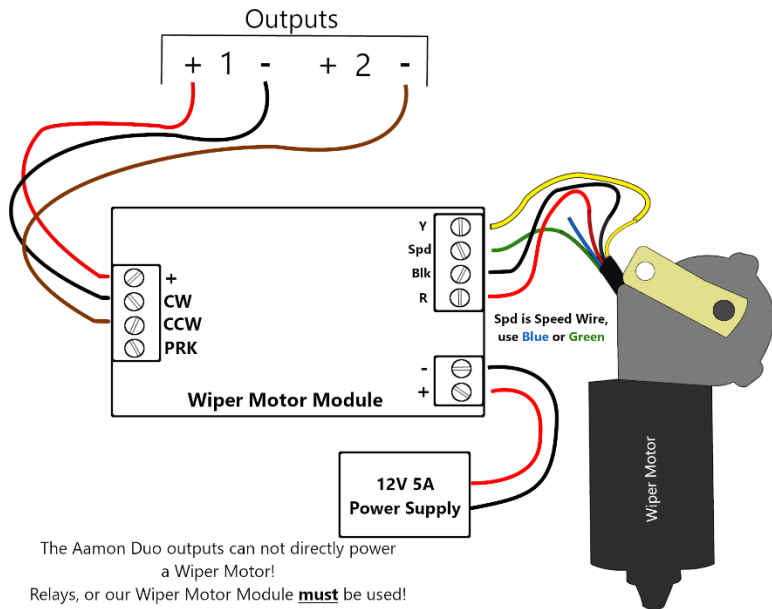 Outputs
+ 1 - + 2 -
Y
Spd
Blk
R
+
CW
CCW
PRK
Spd is Speed Wire,
use Blue or Green
-
+
Wiper Motor Module
12V 5A
Power Supply
Wiper Motor
The Aamon Duo outputs can not directly power
a Wiper Motor!
Relays, or our Wiper Motor Module must be used!